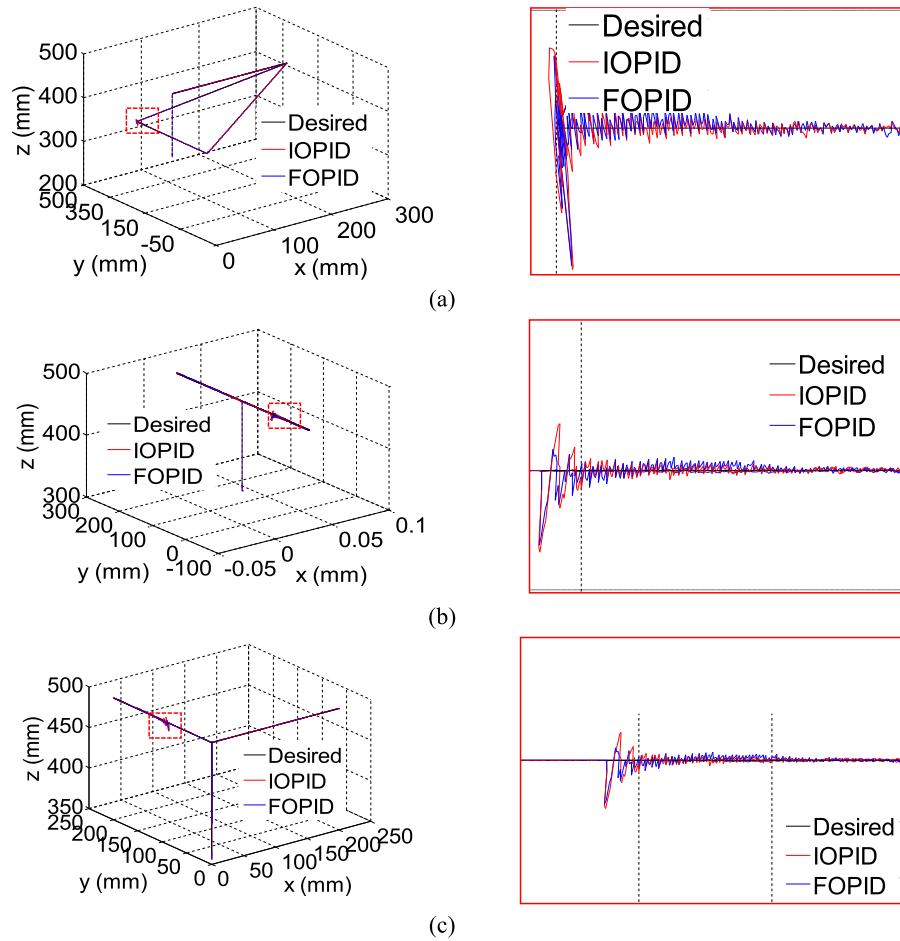 500
400
300
200
z (mm)
500
350
150
-50
y (mm)
0
100
200
300
x (mm)
Desired
IOPID
FOPID
Desired
IOPID
FOPID
(a)
500
400
300
z (mm)
300
200
100
0
-100
y (mm)
-0.05
0
0.05
0.1
x (mm)
Desired
IOPID
FOPID
Desired
IOPID
FOPID
(b)
500
450
400
350
z (mm)
250
200
150
100
50
0
y (mm)
0
50
100
150
200
250
x (mm)
Desired
IOPID
FOPID
Desired
IOPID
FOPID
(c)